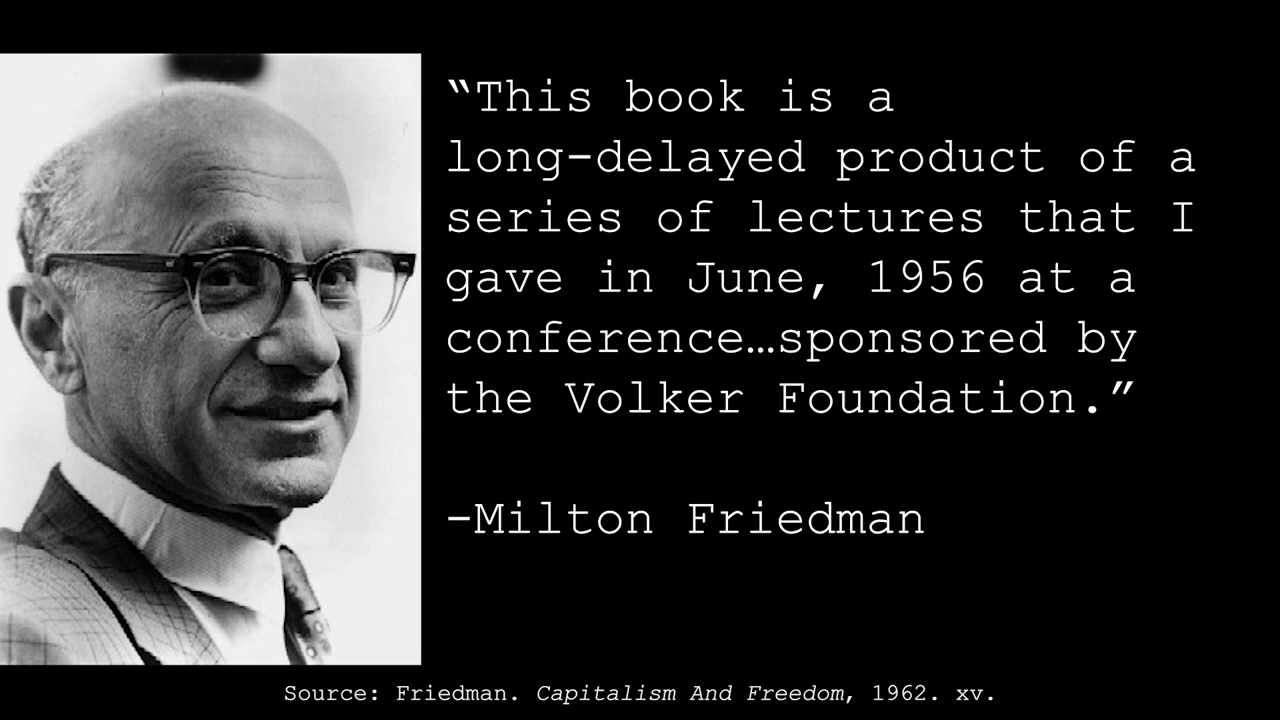 “This book is a
long-delayed product of a
series of lectures that I
gave in June, 1956 at a
conference…sponsored by
the Volker Foundation.”
-Milton Friedman
Source: Friedman. Capitalism And Freedom, 1962. xv.